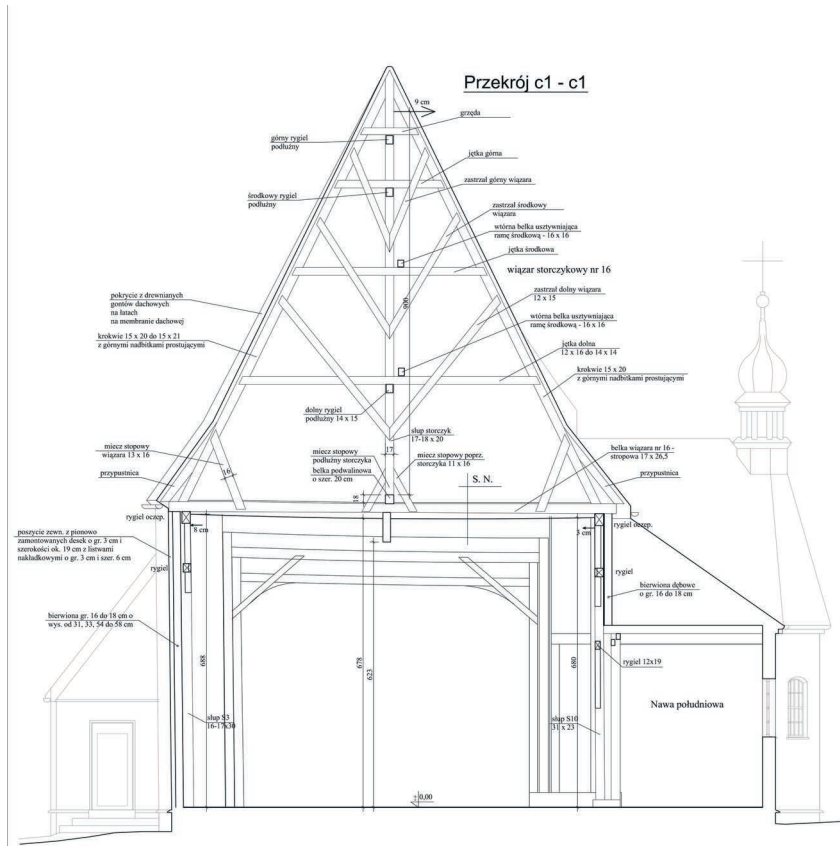 Przekrój c1 - c1
9 cm
grzęda
górny rygiel
podłużny
jętka górna
zastrzał górny wiązara
środkowy rygiel
podłużny
zastrzał środkowy
wiązara
wtórna belka usztywniająca
ramę środkową - 16 x 16
jętka środkowa
wiązar storczykowy nr 16
pokrycie z drewnianych
gontów dachowych
na łatach
na membranie dachowej
906
zastrzał dolny wiązara
12 x 15
wtórna belka usztywniająca
ramę środkową - 16 x 16
krokwie 15 x 20 do 15 x 21
z górnymi nadbitkami prostującymi
jętka dolna
12 x 16 do 14 x 14
krokwie 15 x 20
z górnymi nadbitkami prostującymi
dolny rygiel
podłużny 14 x 15
słup storczyk
17-18 x 20
miecz stopowy
wiązara 13 x 16
miecz stopowy
podłużny storczyka
belka podwalinowa
o szer. 20 cm
17
miecz stopowy poprz.
storczyka 11 x 16
belka wiązara nr 16 -
stropowa 17 x 26,5
przypustnica
16
przypustnica
18
S. N.
rygiel oczep.
8 cm
3 cm
rygiel oczep.
poszycie zewn. z pionowo
zamontowanych desek o gr. 3 cm i
szerokości ok. 19 cm z listwami
nakładkowymi o gr. 3 cm i szer. 6 cm
rygiel
rygiel
bierwiona dębowe
o gr. 16 do 18 cm
bierwiona gr. 16 do 18 cm o
wys. od 31, 33, 54 do 58 cm
688
678
623
680
rygiel 12x19
Nawa południowa
słup S3
16-17x30
słup S10
31 x 23
± 0,00